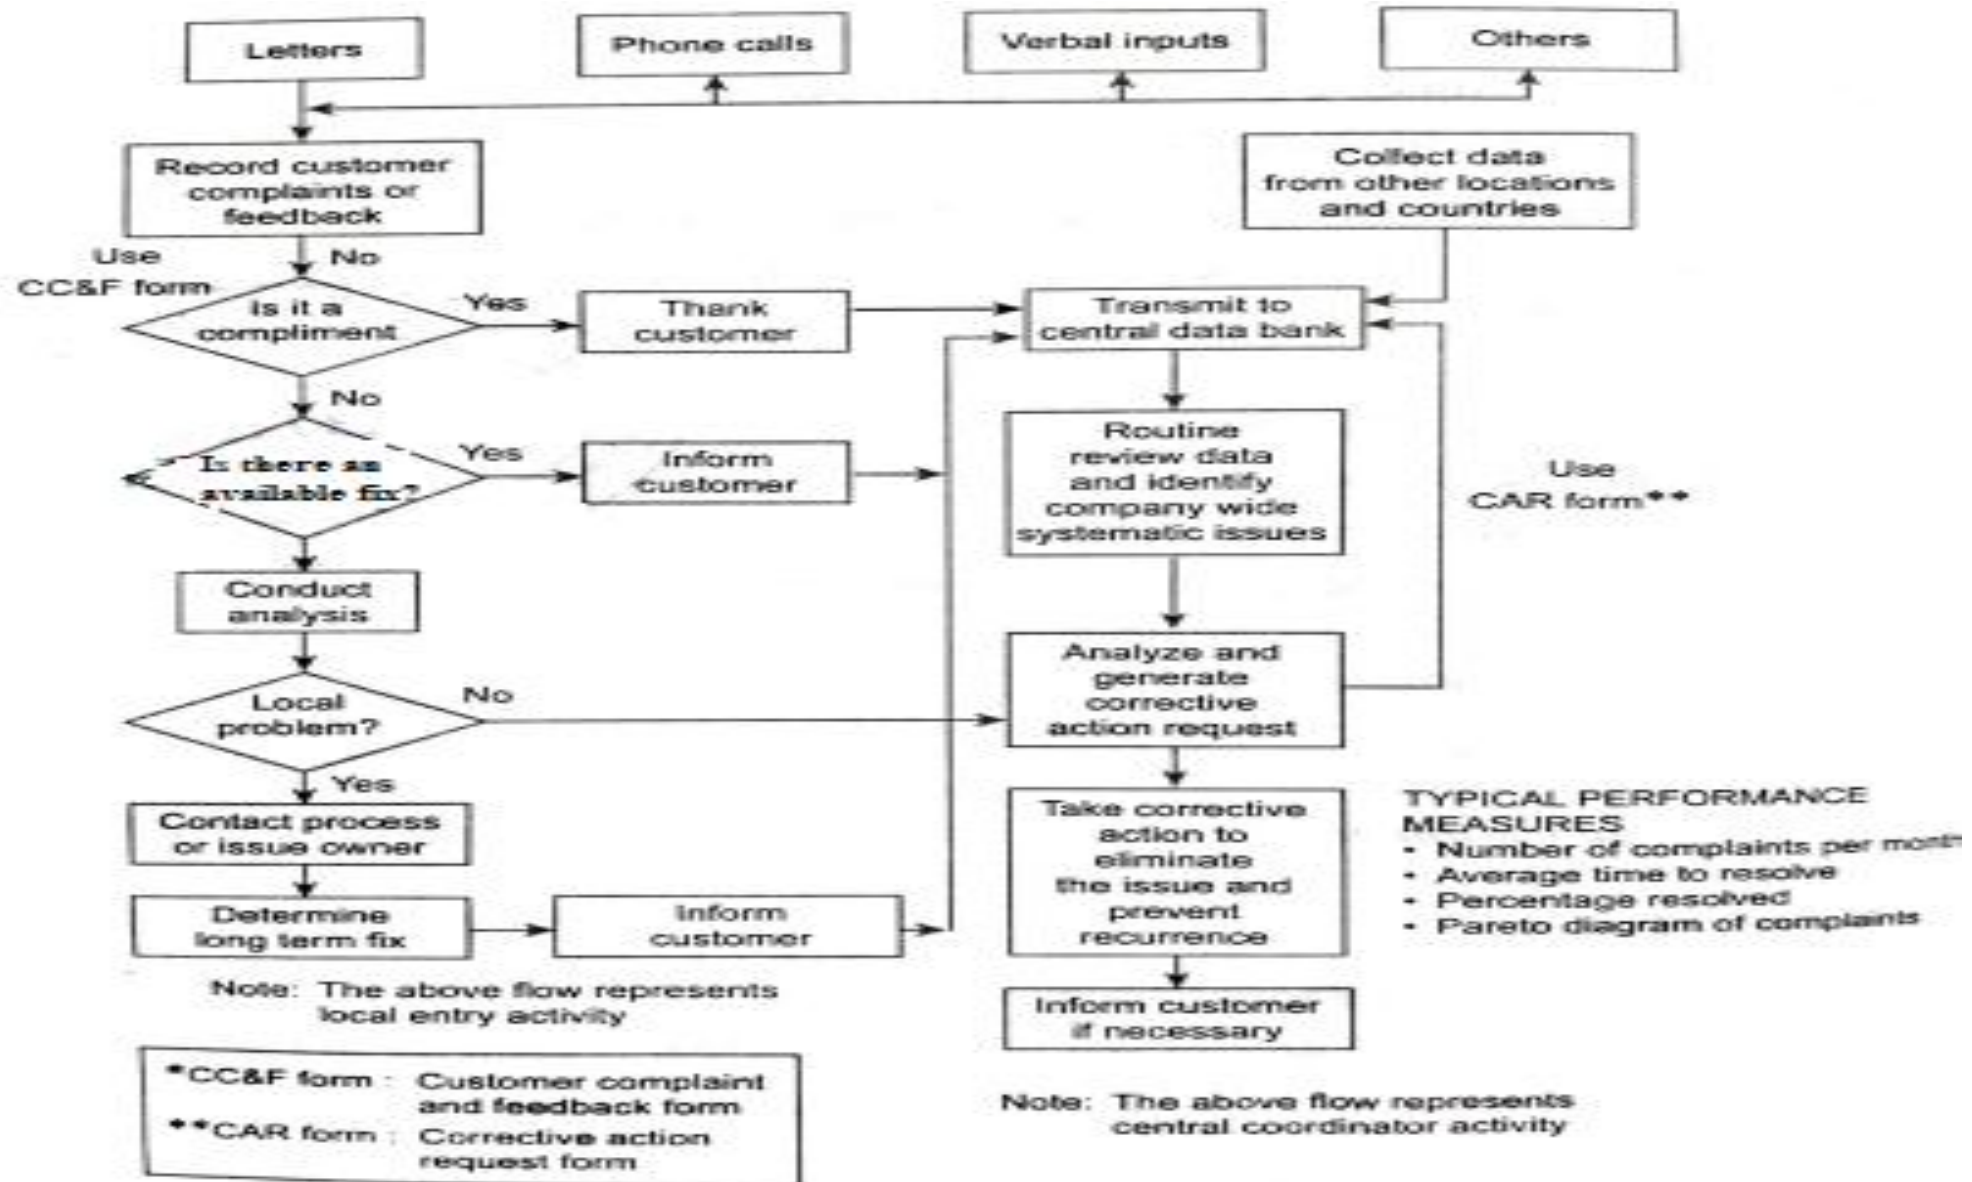 Letters
Phone calls
Verbal inputs
Others
Record customer
complaints or
feedback
Collect data
from other locations
and countries
Use
CC&F form
No
Is it a
compliment
Yes
Thank
customer
Transmit to
central data bank
No
Is there an
available fix?
Yes
Inform
customer
Routine
review data
and identify
company wide
systematic issues
Use
CAR form**
Conduct
analysis
Local
problem?
No
Analyze and
generate
corrective
action request
Yes
Contact process
or issue owner
Take corrective
action to
eliminate
the issue and
prevent
recurrence
TYPICAL PERFORMANCE
MEASURES
• Number of complaints per month
• Average time to resolve
• Percentage resolved
• Pareto diagram of complaints
Determine
long term fix
Inform
customer
Note: The above flow represents
local entry activity
Inform customer
if necessary
*CC&F form : Customer complaint
and feedback form
**CAR form : Corrective action
request form
Note: The above flow represents
central coordinator activity